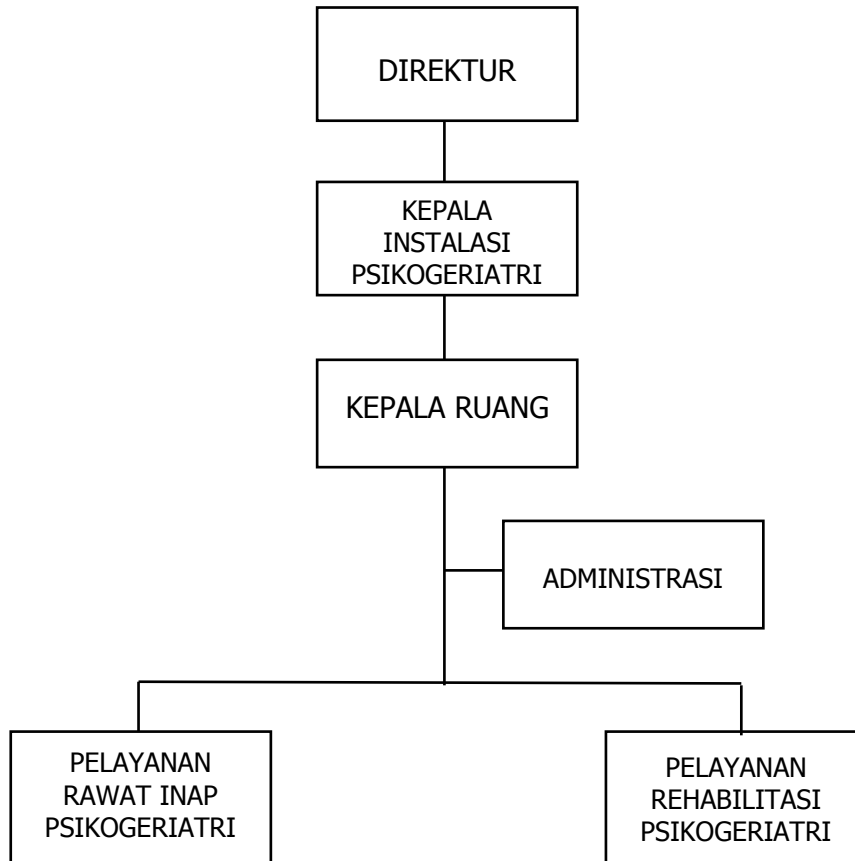 DIREKTUR
KEPALA
INSTALASI
PSIKOGERIATRI
KEPALA RUANG
ADMINISTRASI
PELAYANAN
RAWAT INAP
PSIKOGERIATRI
PELAYANAN
REHABILITASI
PSIKOGERIATRI